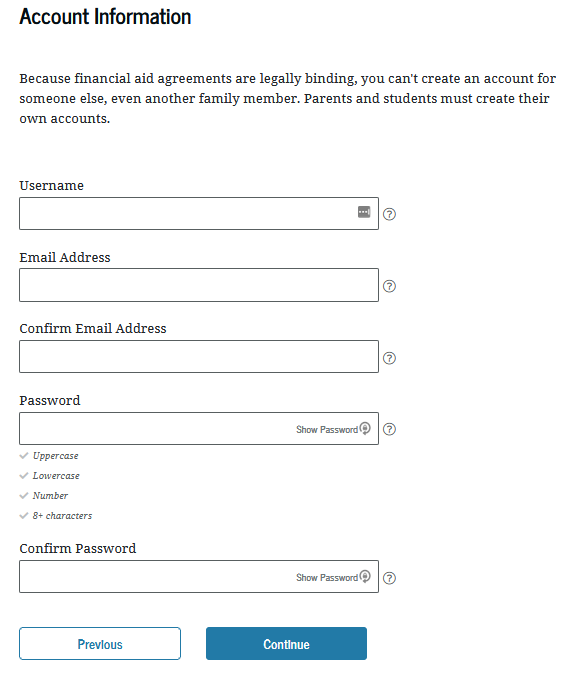 Account Information
Because financial aid agreements are legally binding, you can't create an account for
someone else, even another family member. Parents and students must create their
own accounts.
Username
?
Email Address
?
Confirm Email Address
?
Password
Show Password ?
Uppercase
Lowercase
Number
8+ characters
Confirm Password
Show Password ?
Previous Continue